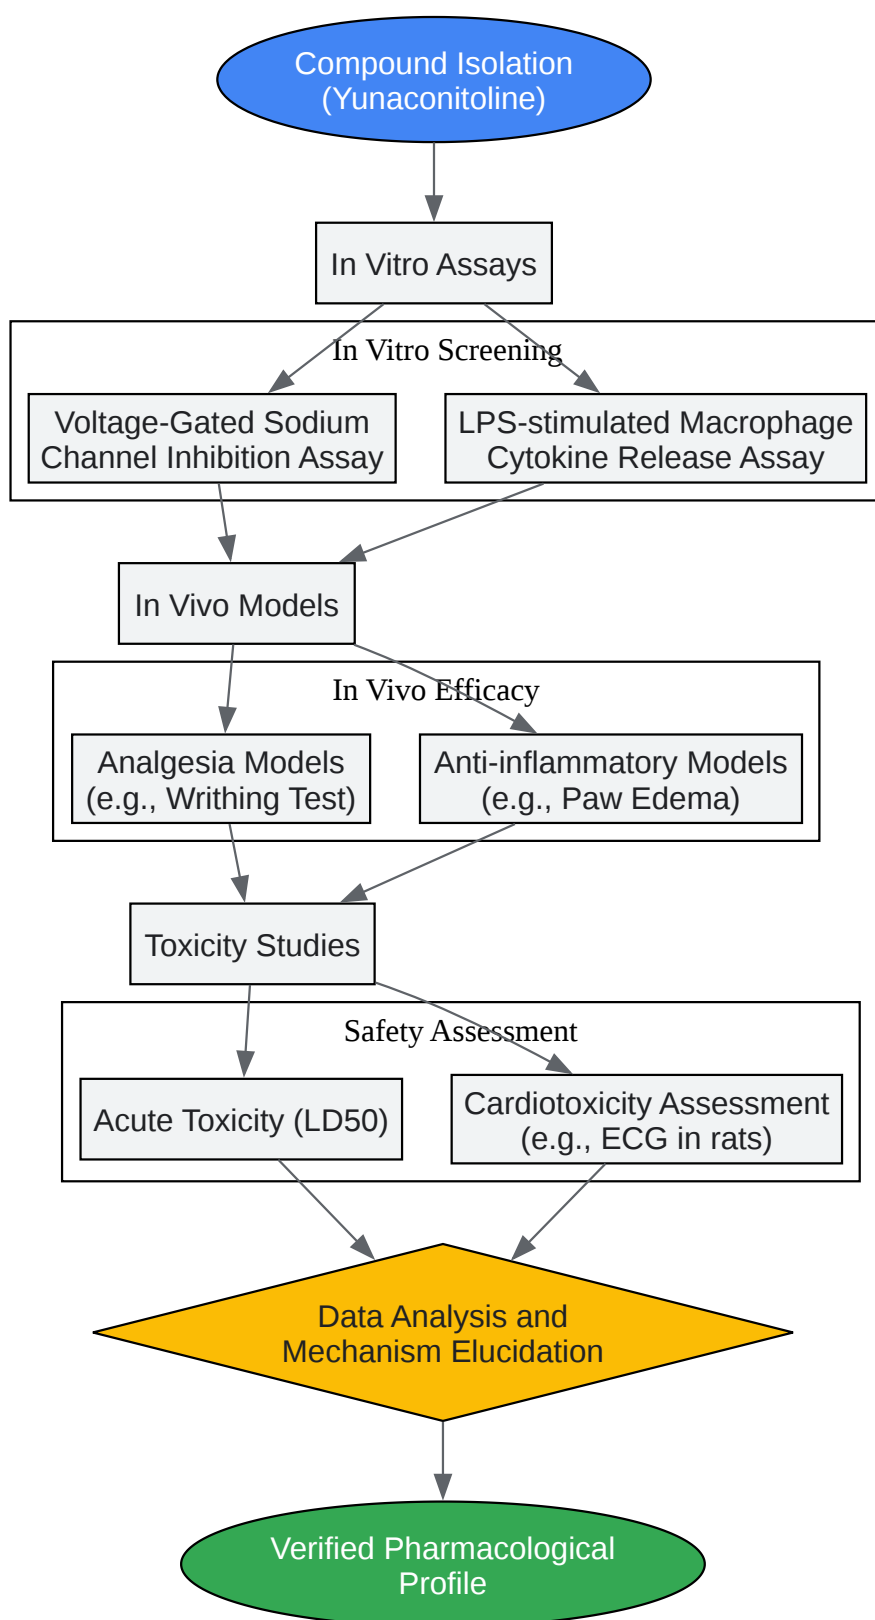 Compound Isolation
(Yunaconitoline)
In Vitro Assays
In Vitro Screening
Voltage-Gated Sodium
Channel Inhibition Assay
LPS-stimulated Macrophage
Cytokine Release Assay
In Vivo Models
In Vivo Efficacy
Analgesia Models
(e.g., Writhing Test)
Anti-inflammatory Models
(e.g., Paw Edema)
Toxicity Studies
Safety Assessment
Acute Toxicity (LD50)
Cardiotoxicity Assessment
(e.g., ECG in rats)
Data Analysis and
Mechanism Elucidation
Verified Pharmacological
Profile